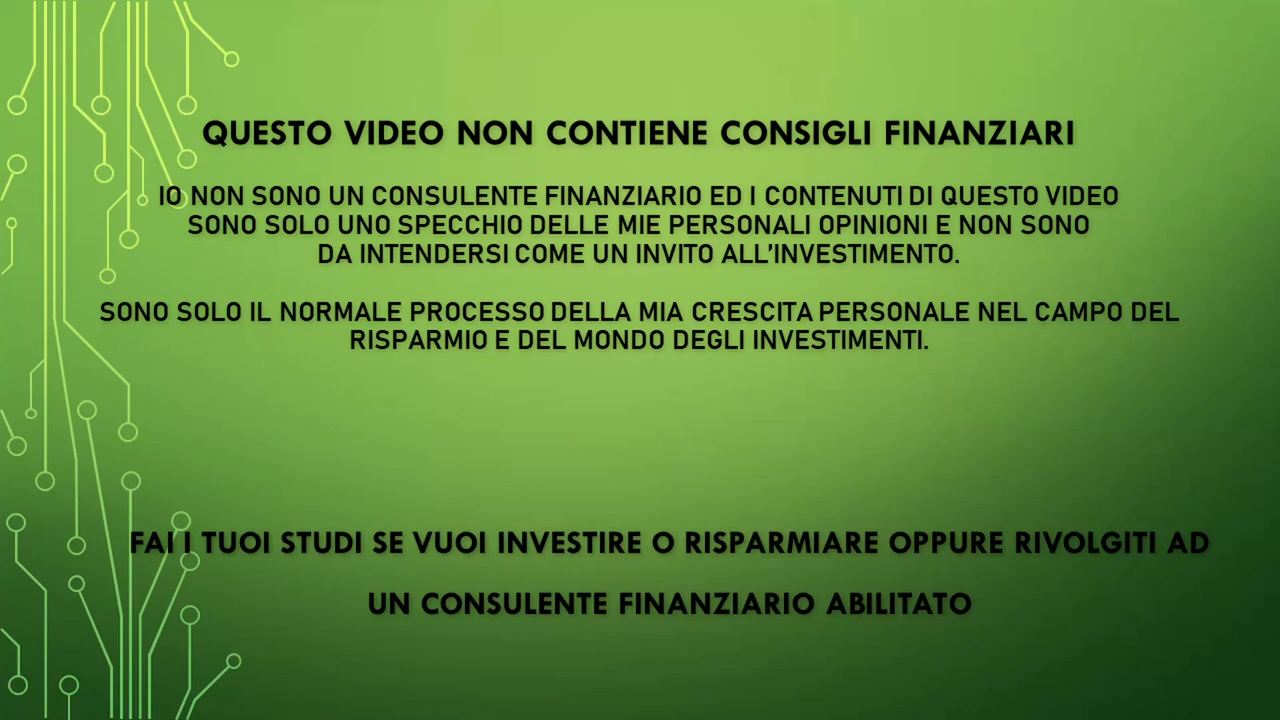 QUESTO VIDEO NON CONTIENE CONSIGLI FINANZIARI
IO NON SONO UN CONSULENTE FINANZIARIO ED I CONTENUTI DI QUESTO VIDEO
SONO SOLO UNO SPECCHIO DELLE MIE PERSONALI OPINIONI E NON SONO
DA INTENDERSI COME UN INVITO ALL'INVESTIMENTO.
SONO SOLO IL NORMALE PROCESSO DELLA MIA CRESCITA PERSONALE NEL CAMPO DEL
RISPARMIO E DEL MONDO DEGLI INVESTIMENTI.
FAI I TUOI STUDI SE VUOI INVESTIRE O RISPARMIARE OPPURE RIVOLGITI AD
UN CONSULENTE FINANZIARIO ABILITATO